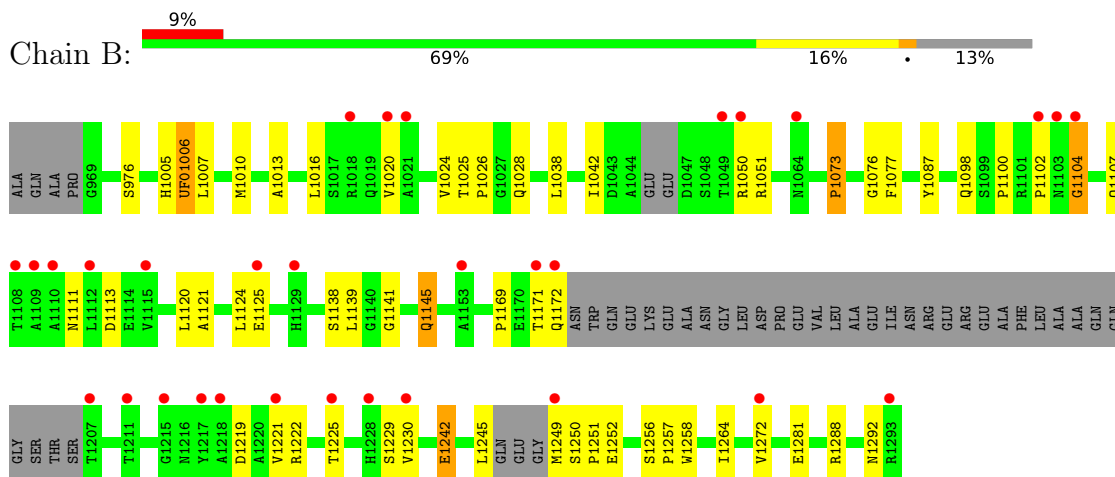 9%
Chain B:
69% 16% • 13%
ALA GLN ALA PRO G969 S976 H1005 UF01006 L1007 M1010 A1013 L1016 S1017 R1018 Q1019 V1020 A1021 V1024 T1025 P1026 G1027 Q1028 L1038 I1042 D1043 A1044 GLU GLU D1047 S1048 T1049 R1050 R1051 N1064 P1073 G1076 F1077 Y1087 Q1098 S1099 P1100 R1101 P1102 N1103 G1104
T1108 A1109 A1110 N1111 L1112 D1113 E1114 V1115 L1120 A1121 L1124 E1125 H1129 S1138 L1139 G1140 G1141 Q1145 A1153 P1169 E1170 T1171 Q1172 ASN TRP GLN GLU LYS GLU ALA ASN GLY LEU ASP PRO GLU VAL LEU ALA GLU ILE ASN ARG GLU ARG GLU ALA PHE LEU ALA ALA GLN GLN
GLY SER THR SER T1207 T1211 G1215 N1216 Y1217 A1218 D1219 A1220 V1221 R1222 T1225 H1228 S1229 V1230 E1242 L1245 GLN GLU GLY M1249 S1250 P1251 E1252 S1256 P1257 W1258 I1264 V1272 E1281 R1288 N1292 R1293